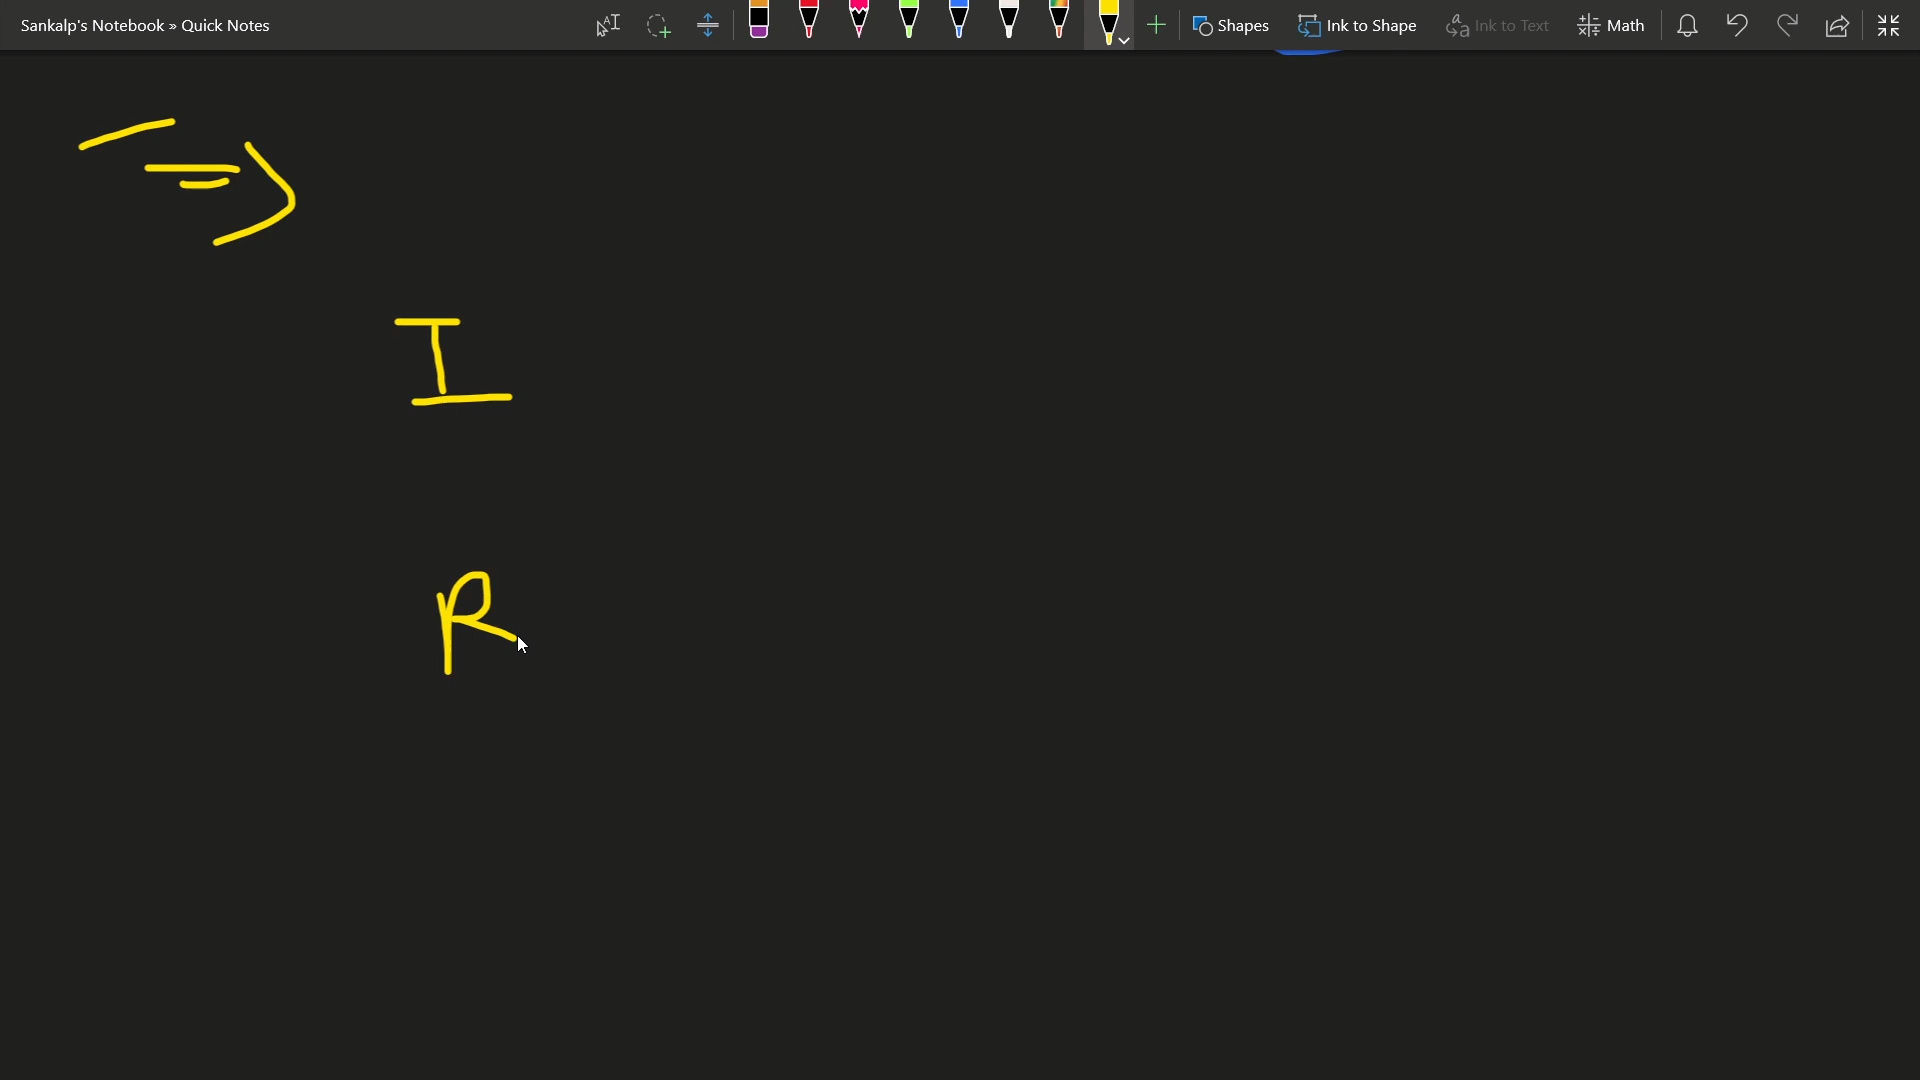 Sankalp's Notebook » Quick Notes
Shapes
Ink to Shape
Ink to Text
Math
I
R